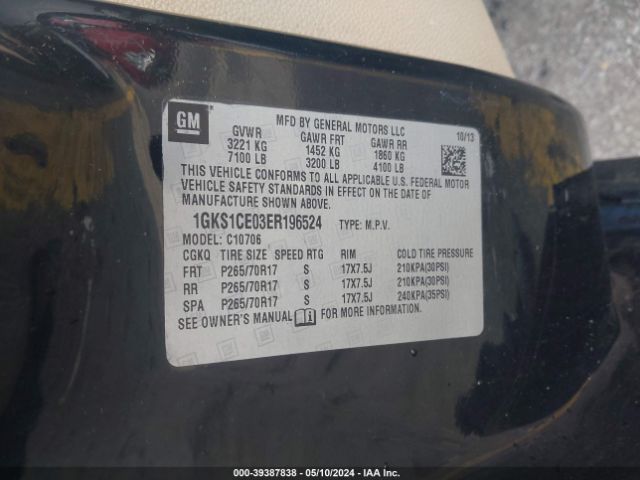 GM
MFD BY GENERAL MOTORS LLC 10/13
GVWR GAWR FRT GAWR RR
3221 KG 1452 KG 1860 KG
7100 LB 3200 LB 4100 LB
THIS VEHICLE CONFORMS TO ALL APPLICABLE U.S. FEDERAL MOTOR
VEHICLE SAFETY STANDARDS IN EFFECT ON THE DATE OF
MANUFACTURE SHOWN ABOVE.
1GKS1CE03ER196524 TYPE: M.P.V.
MODEL: C10706
CGKQ TIRE SIZE SPEED RTG RIM COLD TIRE PRESSURE
FRT P265/70R17 S 17X7.5J 210KPA(30PSI)
RR P265/70R17 S 17X7.5J 210KPA(30PSI)
SPA P265/70R17 S 17X7.5J 240KPA(35PSI)
SEE OWNER'S MANUAL FOR MORE INFORMATION.
000-39387838 - 05/10/2024 - IAA Inc.